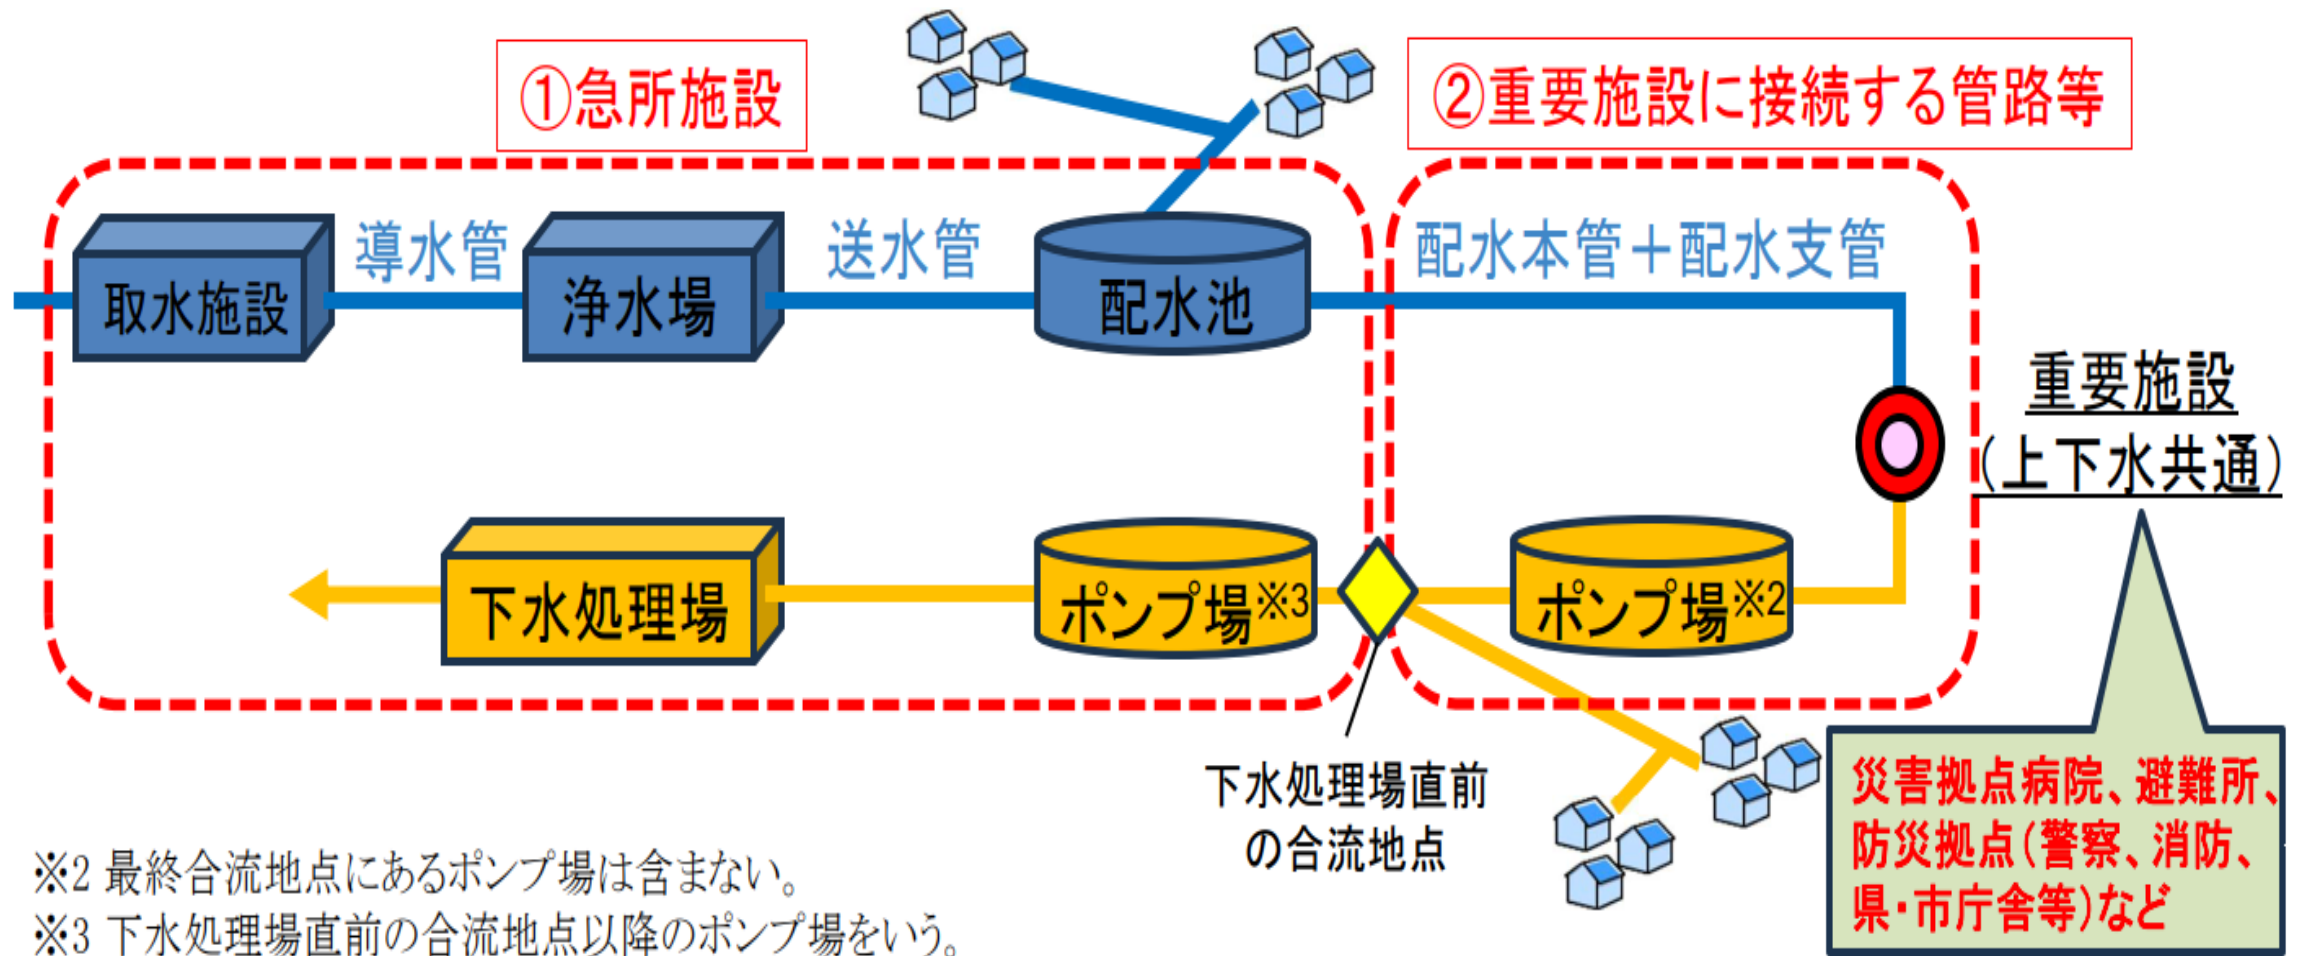 ①急所施設
②重要施設に接続する管路等
導水管
送水管
配水本管＋配水支管
取水施設
浄水場
配水池
重要施設
（上下水共通）
下水処理場
ポンプ場※3
ポンプ場※2
下水処理場直前
の合流地点
災害拠点病院、避難所、
防災拠点（警察、消防、
県・市庁舎等）など
※2 最終合流地点にあるポンプ場は含まない。
※3 下水処理場直前の合流地点以降のポンプ場をいう。